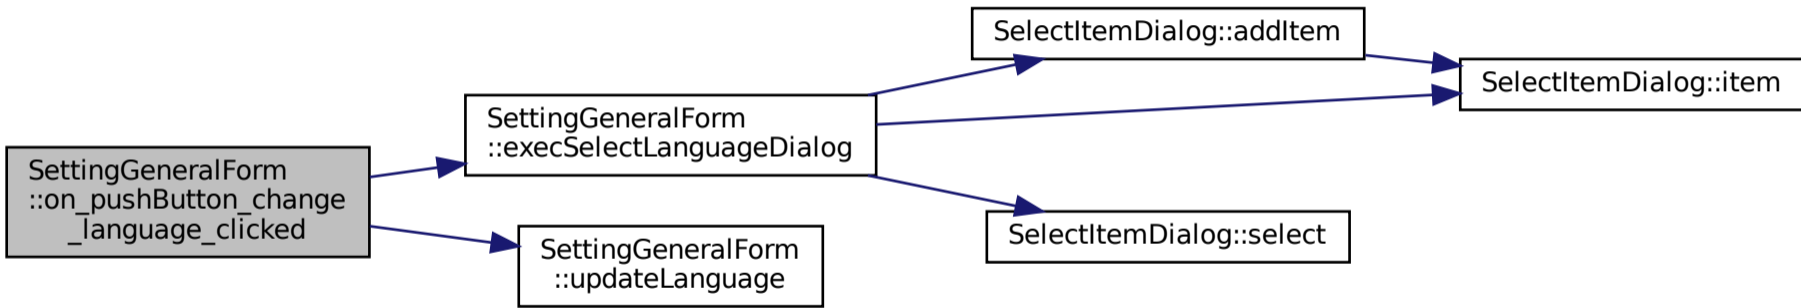 SettingGeneralForm
::on_pushButton_change
_language_clicked
SettingGeneralForm
::execSelectLanguageDialog
SettingGeneralForm
::updateLanguage
SelectItemDialog::addItem
SelectItemDialog::item
SelectItemDialog::select